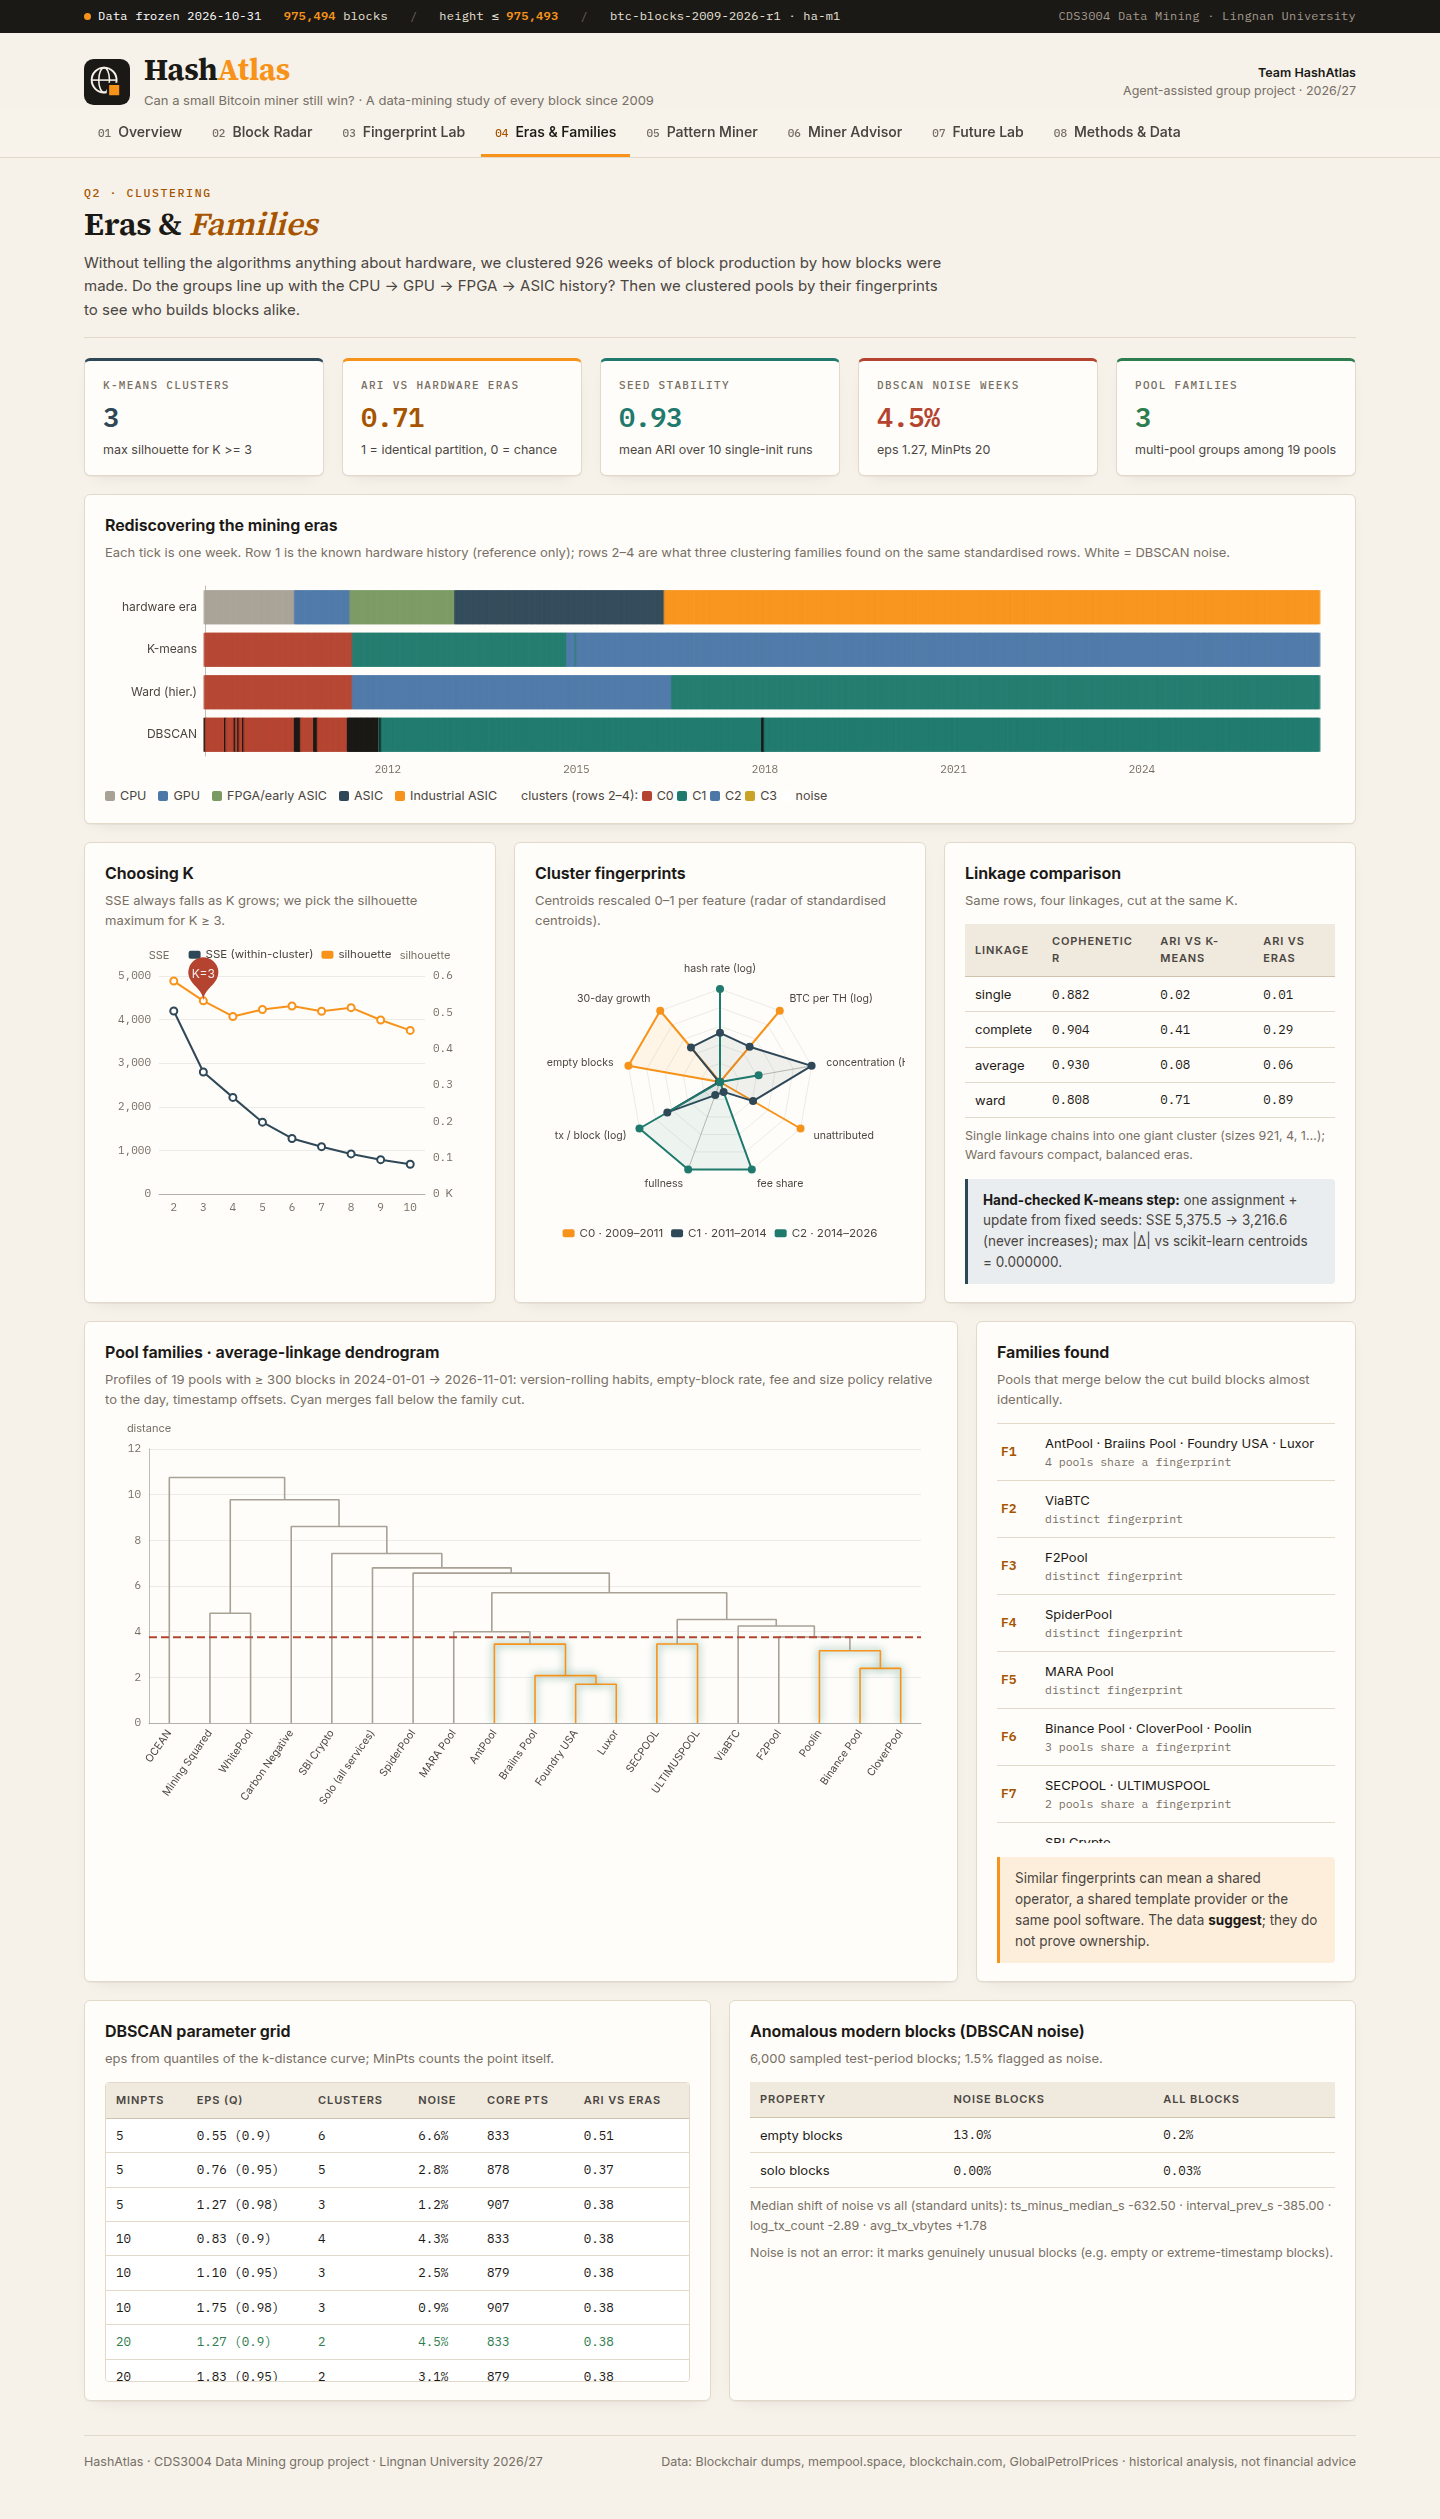 Data frozen 2026-10-31 975,494 blocks / height ≤ 975,493 / btc-blocks-2009-2026-r1 · ha-m1 CDS3004 Data Mining · Lingnan University
HashAtlas
Can a small Bitcoin miner still win? · A data-mining study of every block since 2009
Team HashAtlas
Agent-assisted group project · 2026/27
01 Overview 02 Block Radar 03 Fingerprint Lab 04 Eras & Families 05 Pattern Miner 06 Miner Advisor 07 Future Lab 08 Methods & Data
Q2 · CLUSTERING
Eras & Families
Without telling the algorithms anything about hardware, we clustered 926 weeks of block production by how blocks were
made. Do the groups line up with the CPU → GPU → FPGA → ASIC history? Then we clustered pools by their fingerprints
to see who builds blocks alike.
K-MEANS CLUSTERS
3
max silhouette for K >= 3
ARI VS HARDWARE ERAS
0.71
1 = identical partition, 0 = chance
SEED STABILITY
0.93
mean ARI over 10 single-init runs
DBSCAN NOISE WEEKS
4.5%
eps 1.27, MinPts 20
POOL FAMILIES
3
multi-pool groups among 19 pools
Rediscovering the mining eras
Each tick is one week. Row 1 is the known hardware history (reference only); rows 2–4 are what three clustering families found on the same standardised rows. White = DBSCAN noise.
hardware era
K-means
Ward (hier.)
DBSCAN
2012 2015 2018 2021 2024
CPU GPU FPGA/early ASIC ASIC Industrial ASIC clusters (rows 2–4): C0 C1 C2 C3 noise
Choosing K
SSE always falls as K grows; we pick the silhouette
maximum for K ≥ 3.
SSE SSE (within-cluster) silhouette silhouette
K=3
5,000 0.6
0.5
4,000
0.4
3,000
0.3
2,000
0.2
1,000
0.1
0 0 K
2 3 4 5 6 7 8 9 10
Cluster fingerprints
Centroids rescaled 0–1 per feature (radar of standardised
centroids).
hash rate (log)
30-day growth BTC per TH (log)
empty blocks concentration (H
tx / block (log) unattributed
fullness fee share
C0 · 2009–2011 C1 · 2011–2014 C2 · 2014–2026
Linkage comparison
Same rows, four linkages, cut at the same K.
LINKAGE COPHENETIC R ARI VS K-MEANS ARI VS ERAS
single 0.882 0.02 0.01
complete 0.904 0.41 0.29
average 0.930 0.08 0.06
ward 0.808 0.71 0.89
Single linkage chains into one giant cluster (sizes 921, 4, 1…);
Ward favours compact, balanced eras.
Hand-checked K-means step: one assignment +
update from fixed seeds: SSE 5,375.5 → 3,216.6
(never increases); max |Δ| vs scikit-learn centroids
= 0.000000.
Pool families · average-linkage dendrogram
Profiles of 19 pools with ≥ 300 blocks in 2024-01-01 → 2026-11-01: version-rolling habits, empty-block rate, fee and size policy relative
to the day, timestamp offsets. Cyan merges fall below the family cut.
distance
12
10
8
6
4
2
0
OCEAN
Mining Squared
WhitePool
Carbon Negative
SBI Crypto
Solo (all services)
SpiderPool
MARA Pool
AntPool
Braiins Pool
Foundry USA
Luxor
SECPOOL
ULTIMUSPOOL
ViaBTC
F2Pool
Poolin
Binance Pool
CloverPool
Families found
Pools that merge below the cut build blocks almost
identically.
F1 AntPool · Braiins Pool · Foundry USA · Luxor
4 pools share a fingerprint
F2 ViaBTC
distinct fingerprint
F3 F2Pool
distinct fingerprint
F4 SpiderPool
distinct fingerprint
F5 MARA Pool
distinct fingerprint
F6 Binance Pool · CloverPool · Poolin
3 pools share a fingerprint
F7 SECPOOL · ULTIMUSPOOL
2 pools share a fingerprint
SBI Crypto
Similar fingerprints can mean a shared
operator, a shared template provider or the
same pool software. The data suggest; they do
not prove ownership.
DBSCAN parameter grid
eps from quantiles of the k-distance curve; MinPts counts the point itself.
MINPTS EPS (Q) CLUSTERS NOISE CORE PTS ARI VS ERAS
5 0.55 (0.9) 6 6.6% 833 0.51
5 0.76 (0.95) 5 2.8% 878 0.37
5 1.27 (0.98) 3 1.2% 907 0.38
10 0.83 (0.9) 4 4.3% 833 0.38
10 1.10 (0.95) 3 2.5% 879 0.38
10 1.75 (0.98) 3 0.9% 907 0.38
20 1.27 (0.9) 2 4.5% 833 0.38
20 1.83 (0.95) 2 3.1% 879 0.38
Anomalous modern blocks (DBSCAN noise)
6,000 sampled test-period blocks; 1.5% flagged as noise.
PROPERTY NOISE BLOCKS ALL BLOCKS
empty blocks 13.0% 0.2%
solo blocks 0.00% 0.03%
Median shift of noise vs all (standard units): ts_minus_median_s -632.50 · interval_prev_s -385.00 ·
log_tx_count -2.89 · avg_tx_vbytes +1.78
Noise is not an error: it marks genuinely unusual blocks (e.g. empty or extreme-timestamp blocks).
HashAtlas · CDS3004 Data Mining group project · Lingnan University 2026/27
Data: Blockchair dumps, mempool.space, blockchain.com, GlobalPetrolPrices · historical analysis, not financial advice